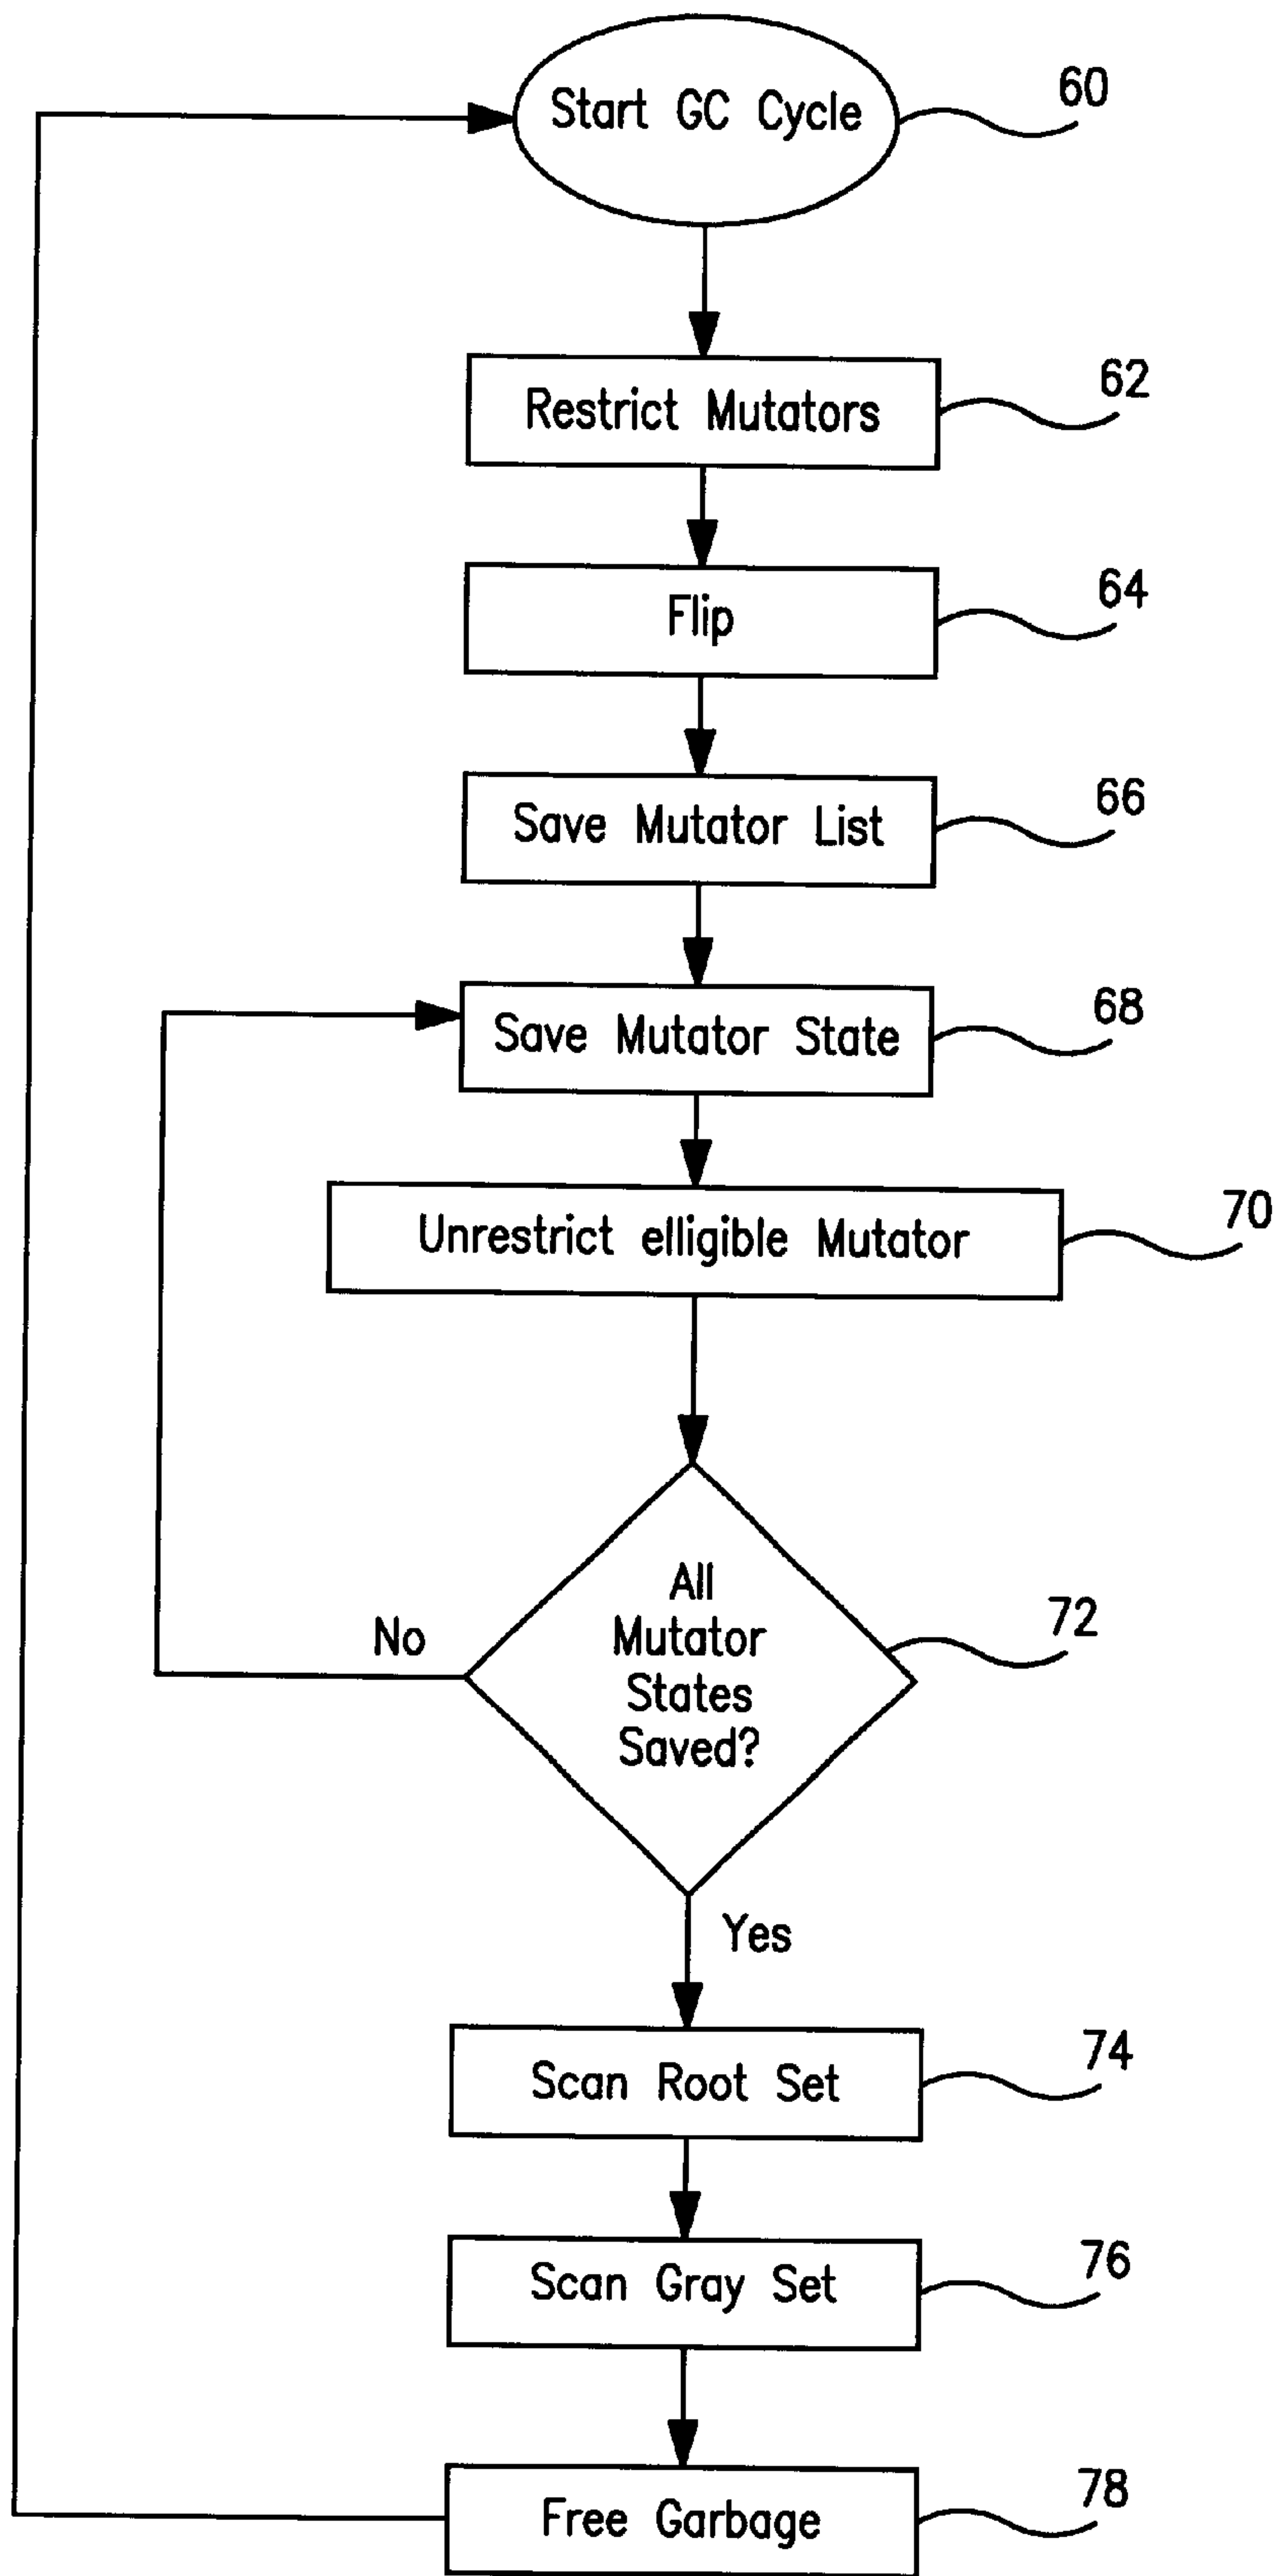 Start GC Cycle
60
Restrict Mutators
62
Flip
64
Save Mutator List
66
Save Mutator State
68
Unrestrict elligible Mutator
70
All
Mutator
States
Saved?
72
No
Yes
Scan Root Set
74
Scan Gray Set
76
Free Garbage
78